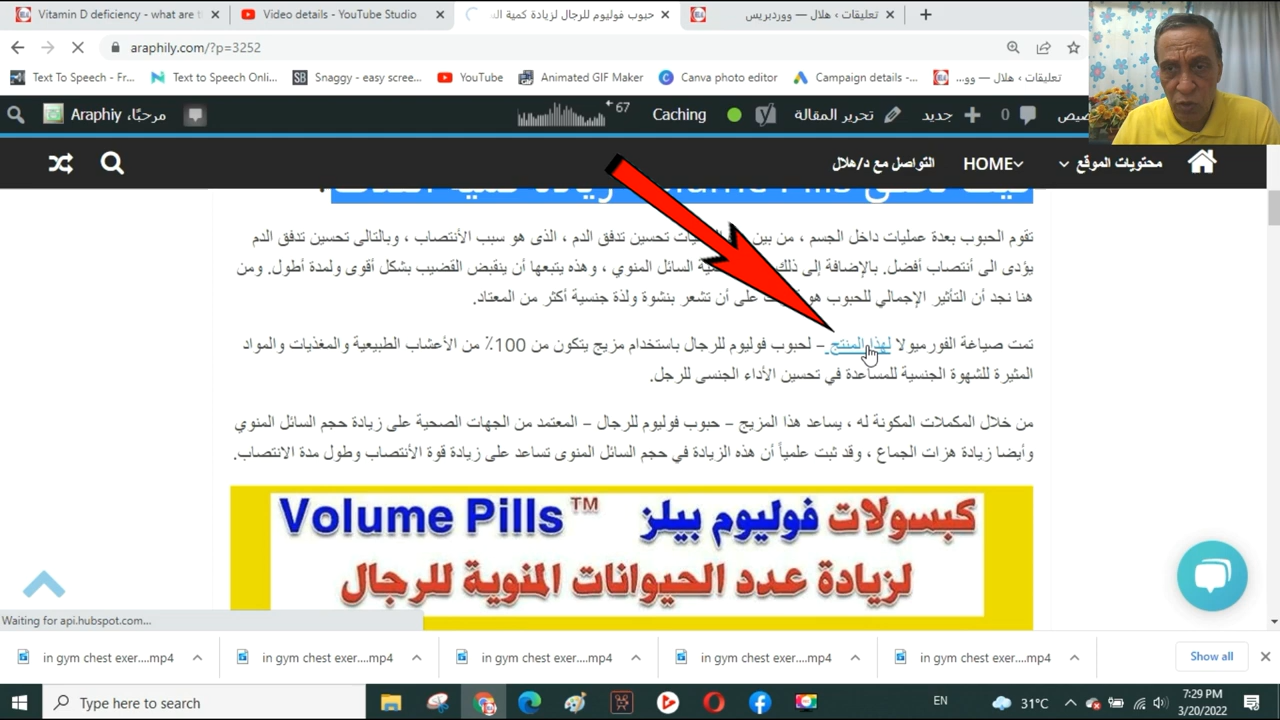 Vitamin D deficiency - what are t
Video details - YouTube Studio
حبوب فوليوم للرجال لزيادة كمية الس
تعليقات ‹ هلال — ووردبريس
araphily.com/?p=3252
Text To Speech - Fr...
Text to Speech Onli...
Snaggy - easy scree...
YouTube
Animated GIF Maker
Canva photo editor
Campaign details -...
تعليقات ‹ هلال — وو...
مرحبًا، Araphiy
67
Caching
تحرير المقالة
جديد
0
صيص
التواصل مع د/هلال
HOME
محتويات الموقع
تقوم الحبوب بعدة عمليات داخل الجسم ، من بين تحسين تدفق الدم ، الذى هو سبب الأنتصاب ، وبالتالى تحسين تدفق الدم
يؤدى الى أنتصاب أفضل. بالإضافة إلى ذلك السائل المنوي ، وهذه يتبعها أن ينقبض القضيب بشكل أقوى ولمدة أطول. ومن
هنا نجد أن التأثير الإجمالي للحبوب على أن تشعر بنشوة ولذة جنسية أكثر من المعتاد.
تمت صياغة الفورميولا لهذا المنتج – لحبوب فوليوم للرجال باستخدام مزيج يتكون من 100٪ من الأعشاب الطبيعية والمغذيات والمواد
المثيرة للشهوة الجنسية للمساعدة في تحسين الأداء الجنسى للرجل.
من خلال المكملات المكونة له ، يساعد هذا المزيج – حبوب فوليوم للرجال – المعتمد من الجهات الصحية على زيادة حجم السائل المنوي
وأيضا زيادة هزات الجماع ، وقد ثبت علمياً أن هذه الزيادة في حجم السائل المنوى تساعد على زيادة قوة الأنتصاب وطول مدة الانتصاب.
كبسولات فوليوم بيلز Volume Pills™
لزيادة عدد الحيوانات المنوية للرجال
Waiting for api.hubspot.com...
in gym chest exer....mp4
in gym chest exer....mp4
in gym chest exer....mp4
in gym chest exer....mp4
in gym chest exer....mp4
Show all
Type here to search
31°C
EN
7:29 PM
3/20/2022